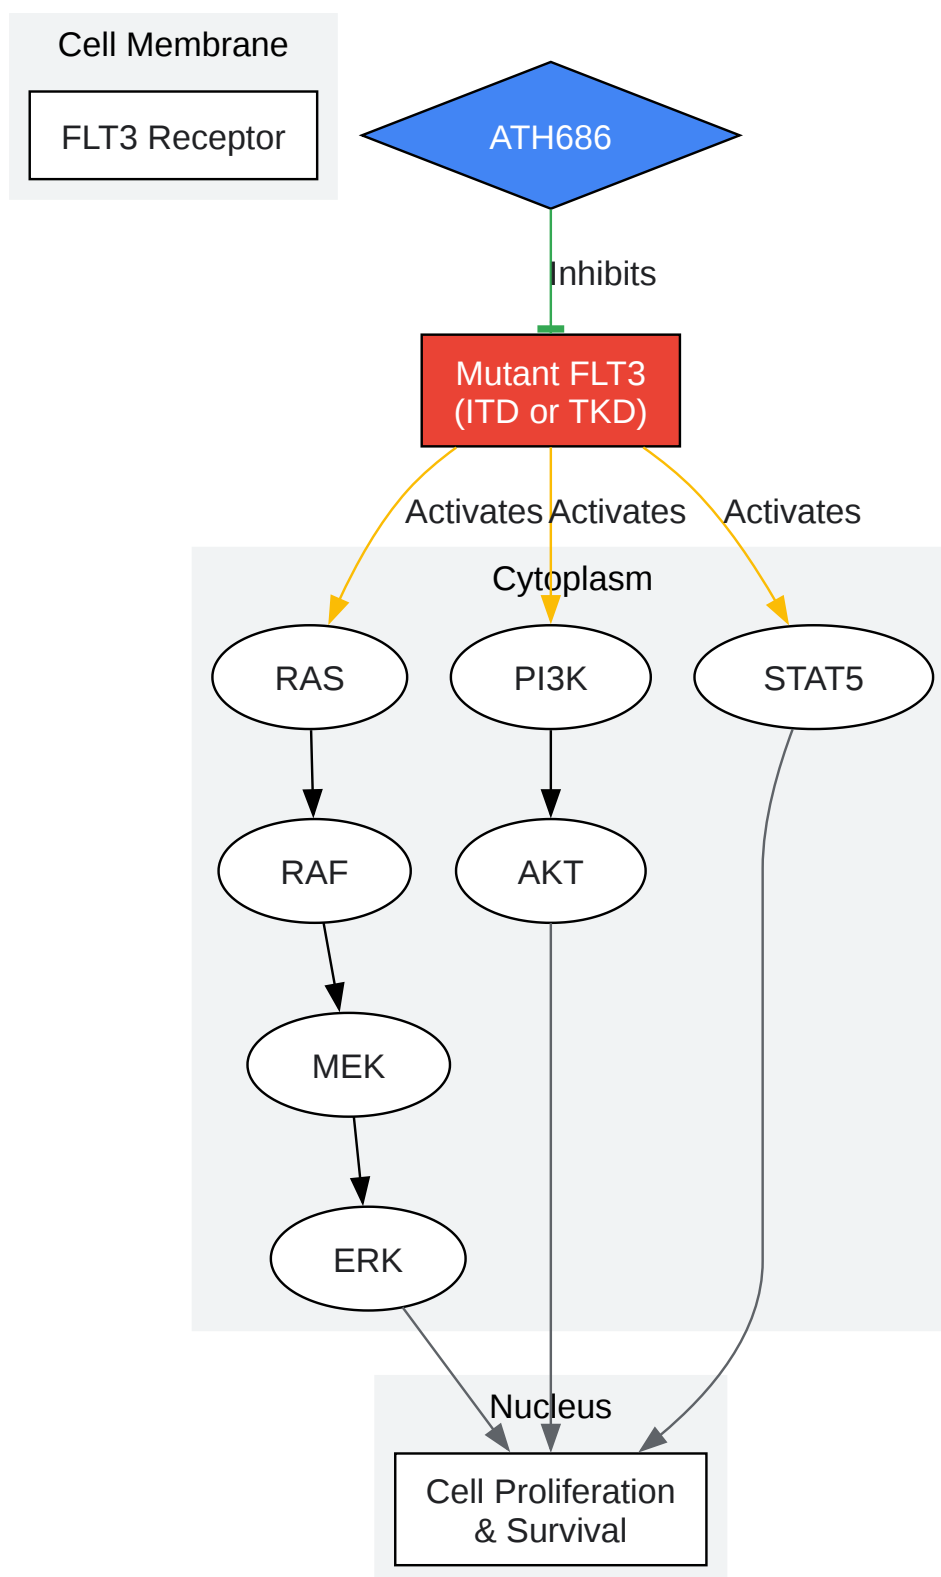 Cell Membrane
FLT3 Receptor
ATH686
Inhibits
Mutant FLT3
(ITD or TKD)
Activates
Activates
Activates
Cytoplasm
RAS
PI3K
STAT5
RAF
AKT
MEK
ERK
Nucleus
Cell Proliferation
& Survival